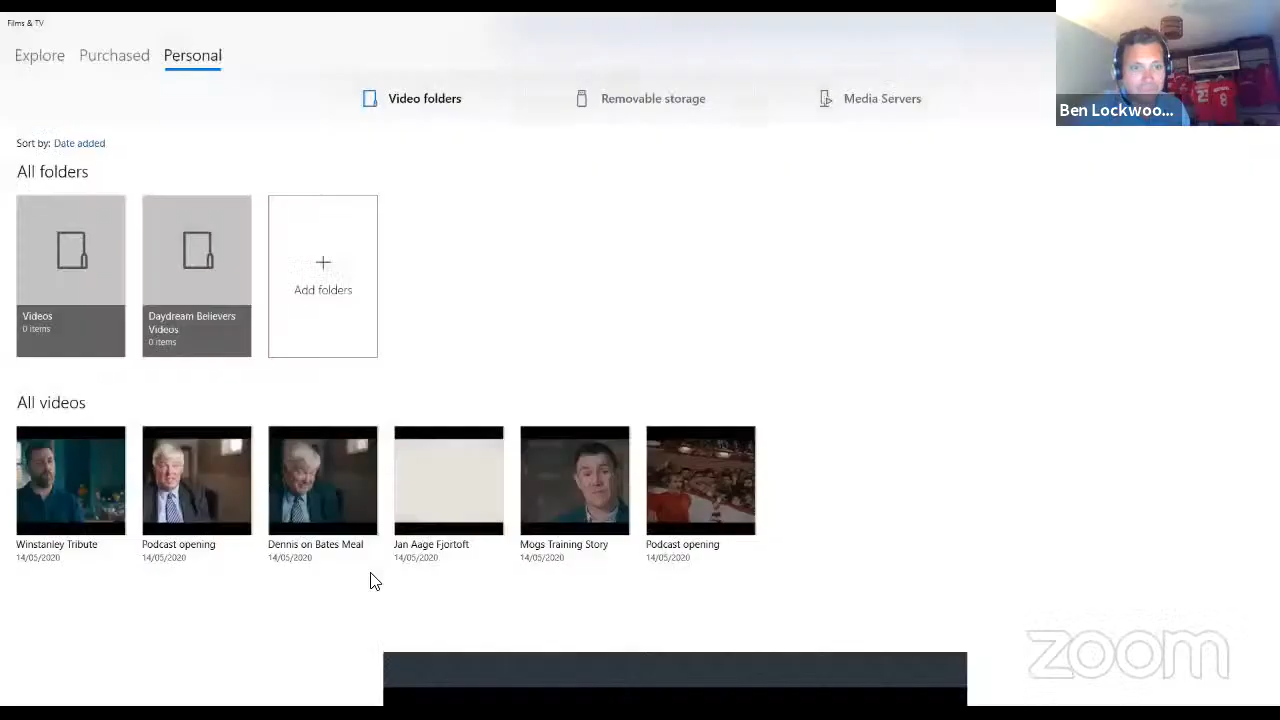 Films & TV
Explore Purchased Personal
Video folders Removable storage Media Servers
Ben Lockwoo...
Sort by: Date added
All folders
Videos
0 items
Daydream Believers
Videos
0 items
Add folders
All videos
Winstanley Tribute
14/05/2020
Podcast opening
14/05/2020
Dennis on Bates Meal
14/05/2020
Jan Aage Fjortoft
14/05/2020
Mogs Training Story
14/05/2020
Podcast opening
14/05/2020
zoom